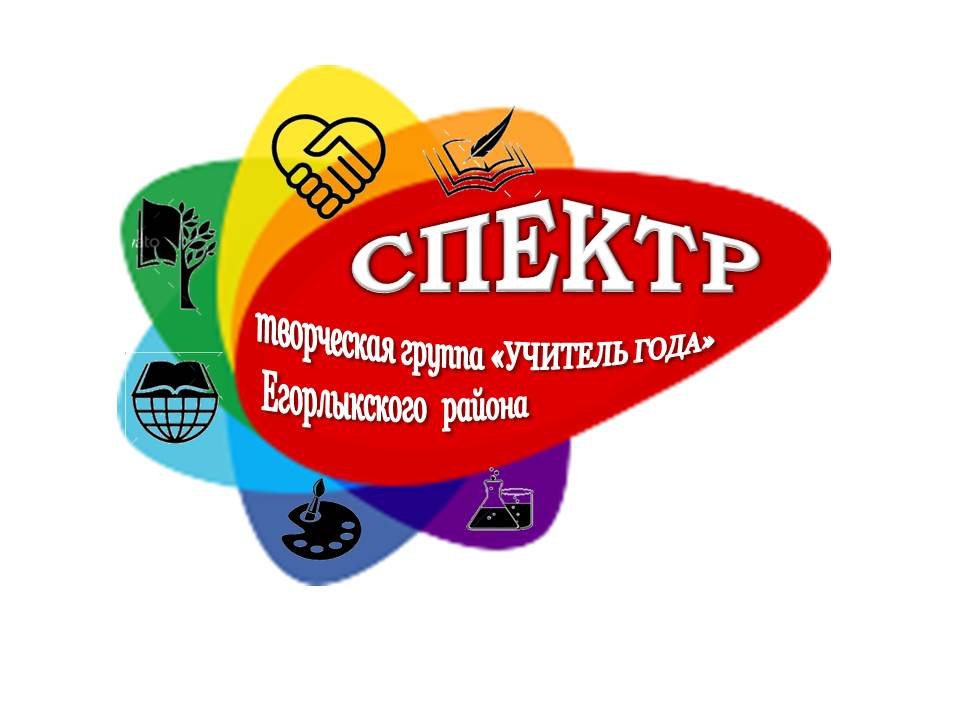 СПЕКТР
творческая группа «УЧИТЕЛЬ ГОДА»
Егорлыкского района